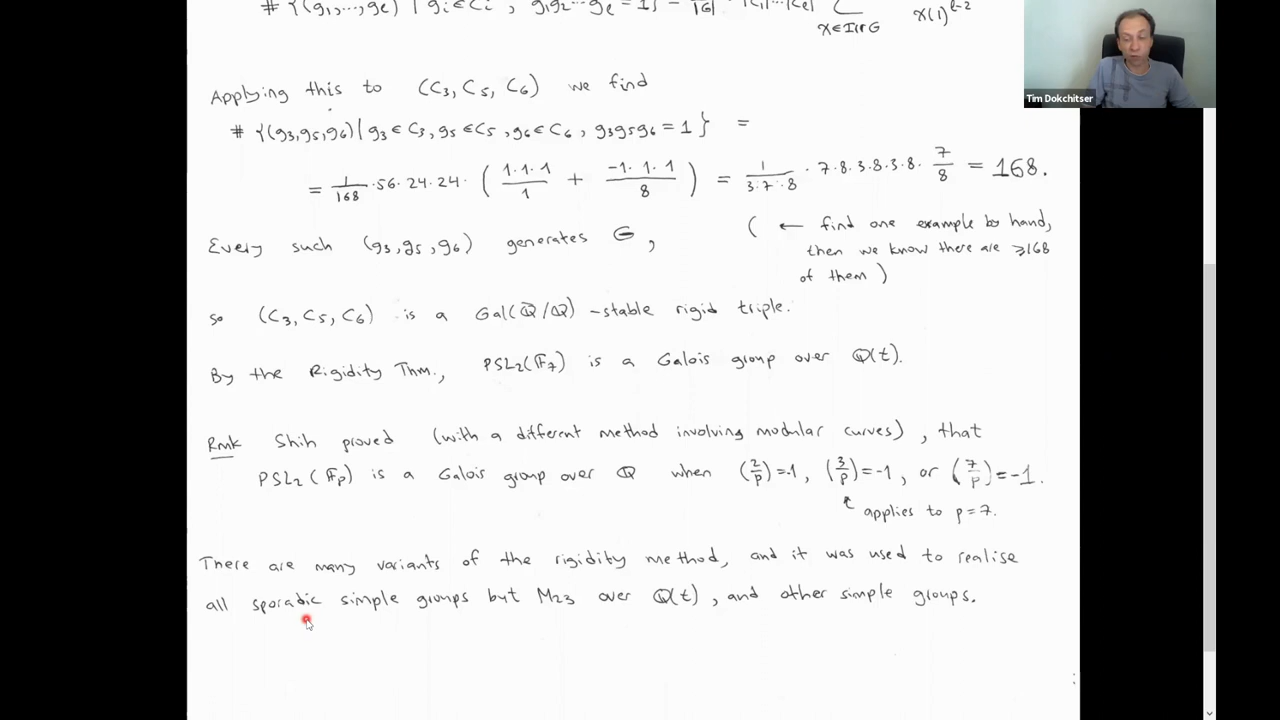 # {(g1,...,gℓ) | gi ∈ Ci , g1g2...gℓ = 1} = 1/|G| · |C1|...|Cℓ| Σ
χ∈Irr G χ(1)^ℓ-2
Tim Dokchitser
Applying this to (C3, C5, C6) we find
# {(g3,g5,g6) | g3 ∈ C3, g5 ∈ C5, g6 ∈ C6, g3g5g6 = 1} =
= 1/168 · 56 · 24 · 24 · ( 1·1·1/1 + -1·1·1/8 ) = 1/3·7·8 · 7·8·3·8·3·8 · 7/8 = 168.
Every such (g3, g5, g6) generates G, ( ← find one example by hand,
then we know there are ≥168
of them )
so (C3, C5, C6) is a Gal(Q̄/Q) -stable rigid triple.
By the Rigidity Thm., PSL2(F7) is a Galois group over Q(t).
Rmk Shih proved (with a different method involving modular curves), that
PSL2(Fp) is a Galois group over Q when (2/p)=-1, (3/p)=-1, or (7/p)=-1.
↑ applies to p=7.
There are many variants of the rigidity method, and it was used to realise
all sporadic simple groups but M23 over Q(t), and other simple groups.